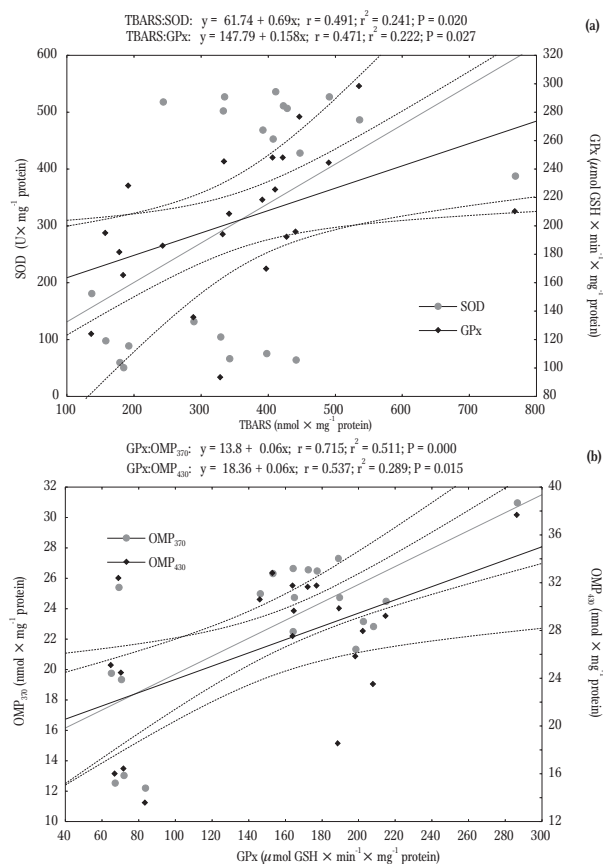 TBARS:SOD: y = 61.74 + 0.69x; r = 0.491; r² = 0.241; P = 0.020
TBARS:GPx: y = 147.79 + 0.158x; r = 0.471; r² = 0.222; P = 0.027
(a)
600
500
400
300
200
100
0
SOD (U× mg⁻¹ protein)
320
300
280
260
240
220
200
180
160
140
120
100
80
GPx (μmol GSH × min⁻¹ × mg⁻¹ protein)
SOD
GPx
100 200 300 400 500 600 700 800
TBARS (nmol × mg⁻¹ protein)
GPx:OMP₃₇₀: y = 13.8 + 0.06x; r = 0.715; r² = 0.511; P = 0.000
GPx:OMP₄₃₀: y = 18.36 + 0.06x; r = 0.537; r² = 0.289; P = 0.015
(b)
32
30
28
26
24
22
20
18
16
14
12
10
OMP₃₇₀ (nmol × mg⁻¹ protein)
OMP₃₇₀
OMP₄₃₀
40
36
32
28
24
20
16
12
OMP₄₃₀ (nmol × mg⁻¹ protein)
40 60 80 100 120 140 160 180 200 220 240 260 280 300
GPx (μmol GSH × min⁻¹ × mg⁻¹ protein)